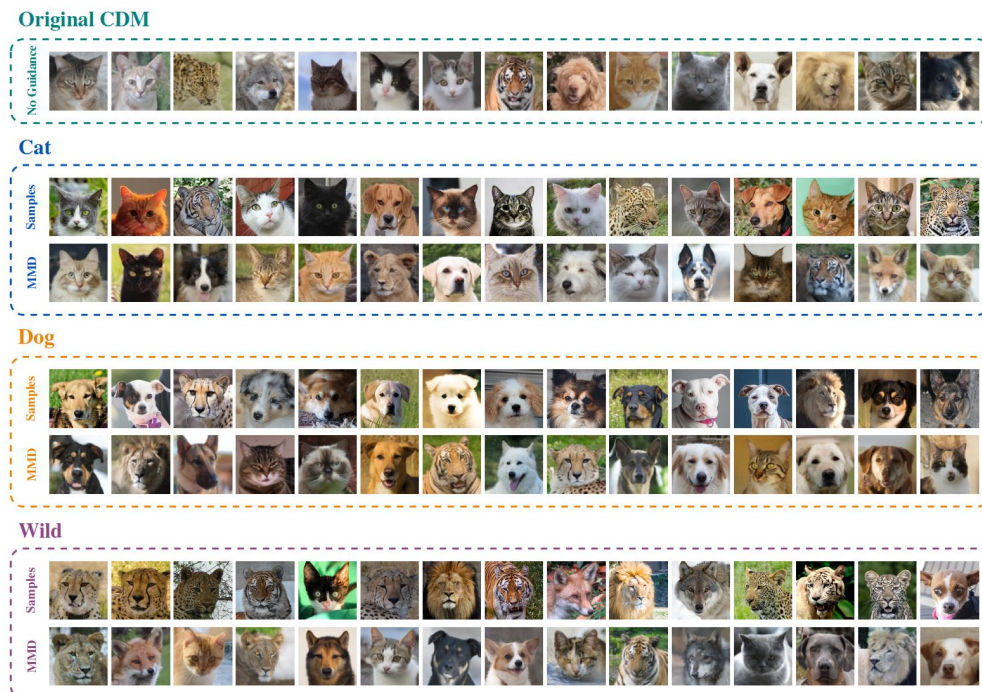 Original CDM
No Guidance
Cat
Samples
MMD
Dog
Samples
MMD
Wild
Samples
MMD